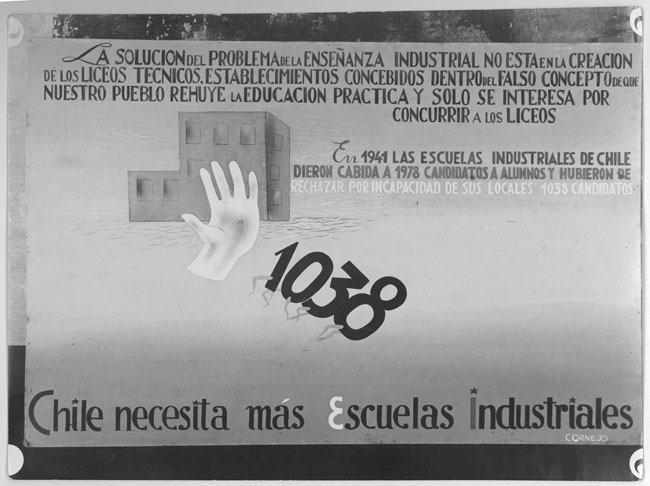 LA SOLUCION DEL PROBLEMA DE LA ENSEÑANZA INDUSTRIAL NO ESTA EN LA CREACION
DE LOS LICEOS TECNICOS, ESTABLECIMIENTOS CONCEBIDOS DENTRO DEL FALSO CONCEPTO DE QUE
NUESTRO PUEBLO REHUYE LA EDUCACION PRACTICA Y SOLO SE INTERESA POR
CONCURRIR A LOS LICEOS
En 1941 LAS ESCUELAS INDUSTRIALES DE CHILE
DIERON CABIDA A 1978 CANDIDATOS A ALUMNOS Y HUBIERON DE
RECHAZAR POR INCAPACIDAD DE SUS LOCALES 1038 CANDIDATOS
1038
Chile necesita más Escuelas Industriales
CORNEJO